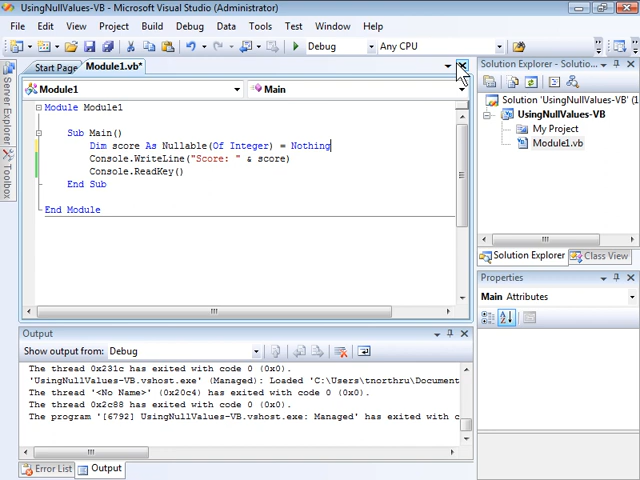 UsingNullValues-VB - Microsoft Visual Studio (Administrator)
File Edit View Project Build Debug Data Tools Test Window Help
Debug Any CPU
Server Explorer
Toolbox
Start Page Module1.vb*
Module1 Main
Module Module1
Sub Main()
Dim score As Nullable(Of Integer) = Nothing
Console.WriteLine("Score: " & score)
Console.ReadKey()
End Sub
End Module
Solution Explorer - Solutio...
Solution 'UsingNullValues-VB' (1 p
UsingNullValues-VB
My Project
Module1.vb
Solution Explorer Class View
Properties
Main Attributes
Output
Show output from: Debug
The thread 0x231c has exited with code 0 (0x0).
'UsingNullValues-VB.vshost.exe' (Managed): Loaded 'C:\Users\tnorthru\Document
The thread '<No Name>' (0x20c4) has exited with code 0 (0x0).
The thread 0x2c88 has exited with code 0 (0x0).
The program '[6792] UsingNullValues-VB.vshost.exe: Managed' has exited with c
Error List Output